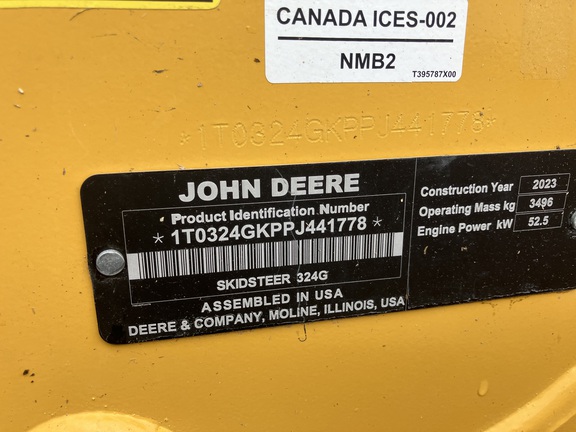 CANADA ICES-002
NMB2
T395787X00
*1T0324GKPPJ441778*
JOHN DEERE
Product Identification Number
* 1T0324GKPPJ441778 *
SKIDSTEER 324G
ASSEMBLED IN USA
DEERE & COMPANY, MOLINE, ILLINOIS, USA
Construction Year 2023
Operating Mass kg 3496
Engine Power kW 52.5